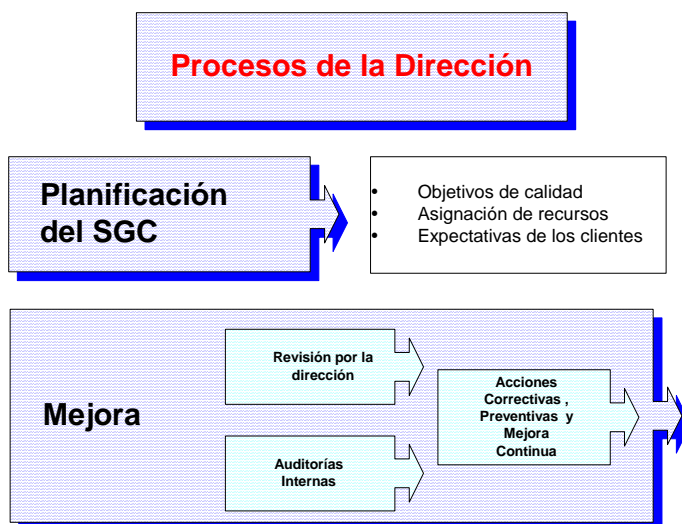 Procesos de la Dirección
Planificación
del SGC
• Objetivos de calidad
• Asignación de recursos
• Expectativas de los clientes
Mejora
Revisión por la
dirección
Auditorías
Internas
Acciones
Correctivas ,
Preventivas y
Mejora
Continua